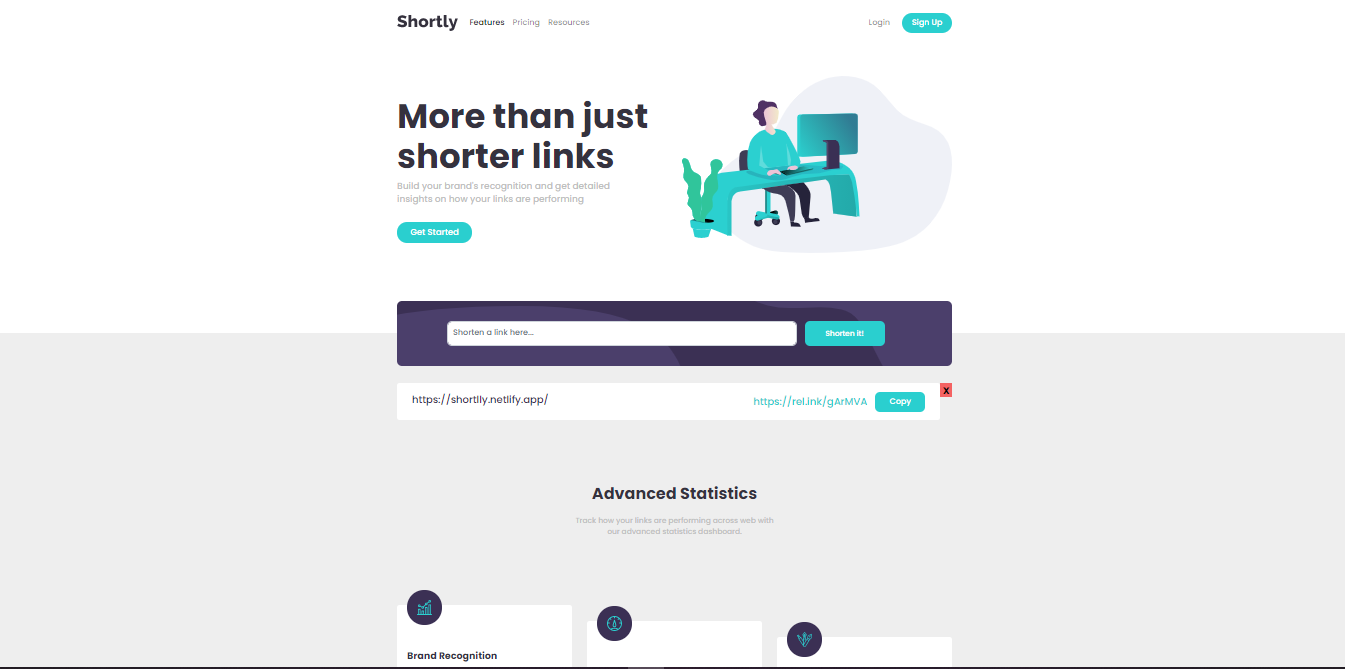 Shortly Features Pricing Resources Login Sign Up
More than just
shorter links
Build your brand's recognition and get detailed
insights on how your links are performing
Get Started
Shorten a link here... Shorten it!
https://shortlly.netlify.app/ https://rel.ink/gArMVA Copy X
Advanced Statistics
Track how your links are performing across web with
our advanced statistics dashboard.
Brand Recognition